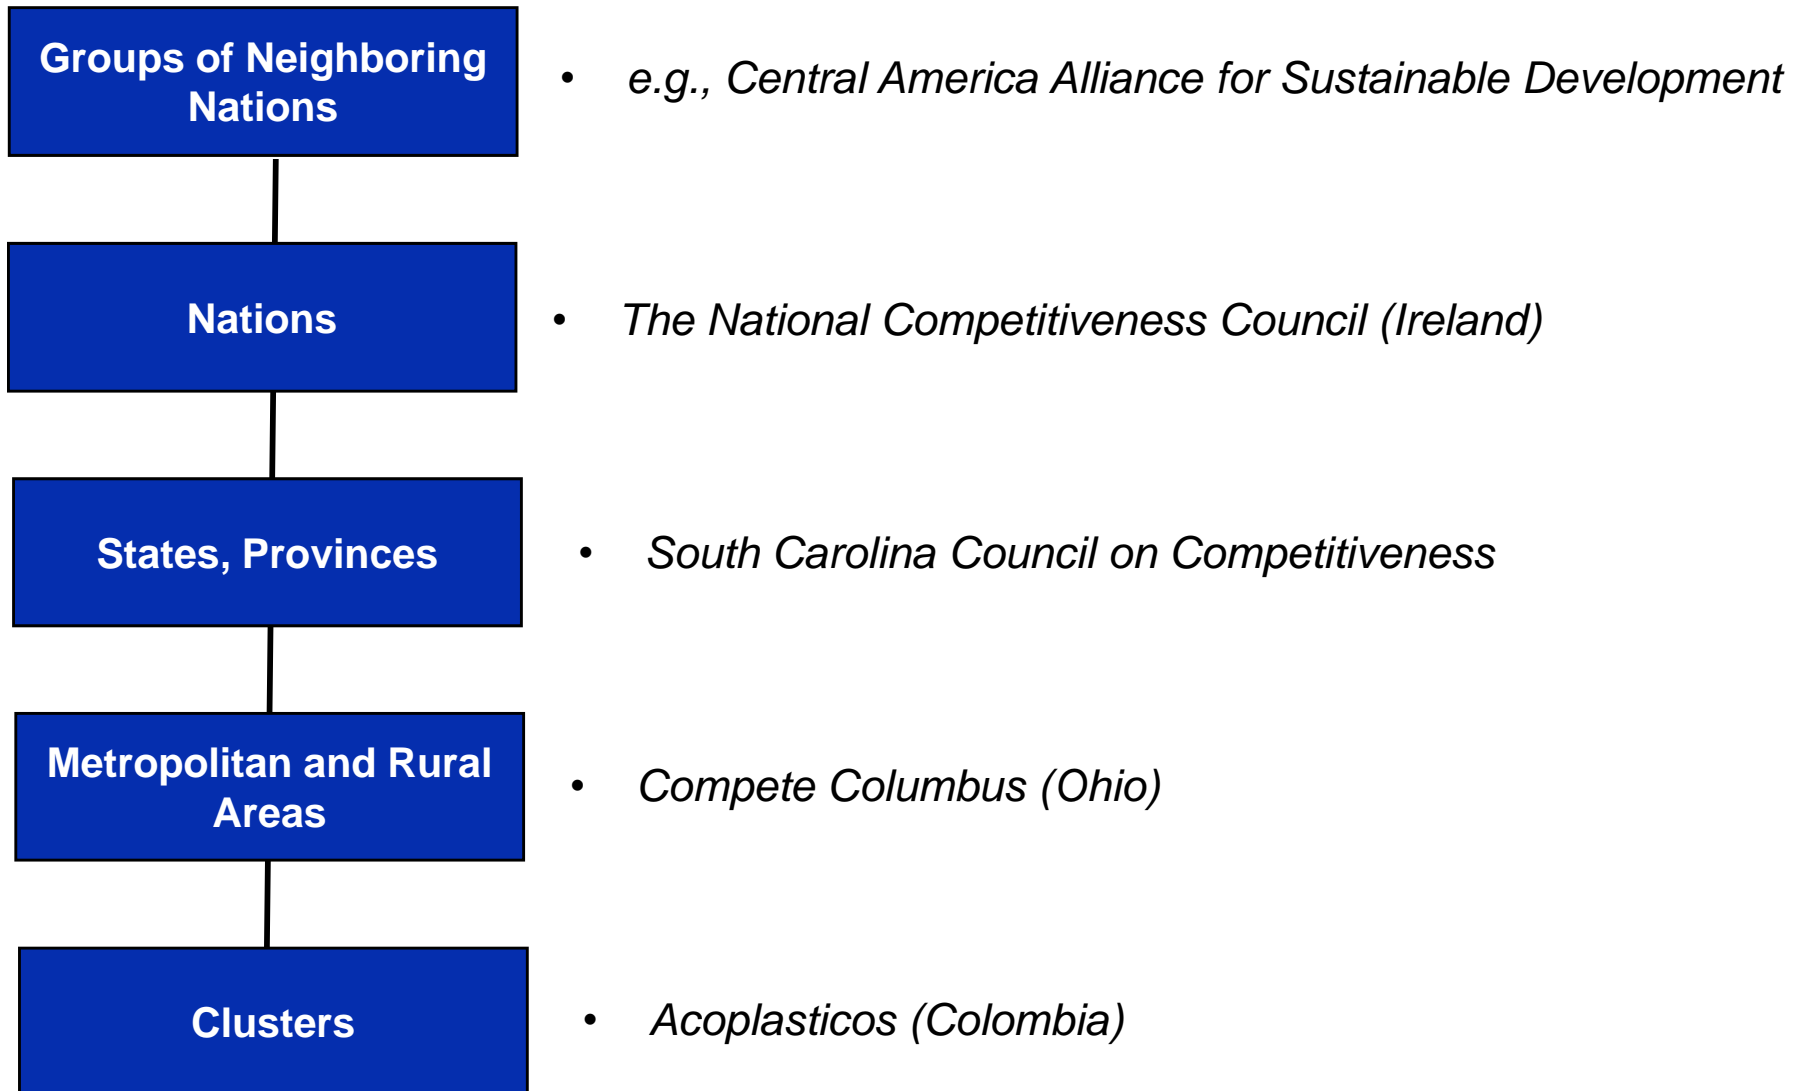 Groups of Neighboring
Nations
• e.g., Central America Alliance for Sustainable Development
Nations
• The National Competitiveness Council (Ireland)
States, Provinces
• South Carolina Council on Competitiveness
Metropolitan and Rural
Areas
• Compete Columbus (Ohio)
Clusters
• Acoplasticos (Colombia)